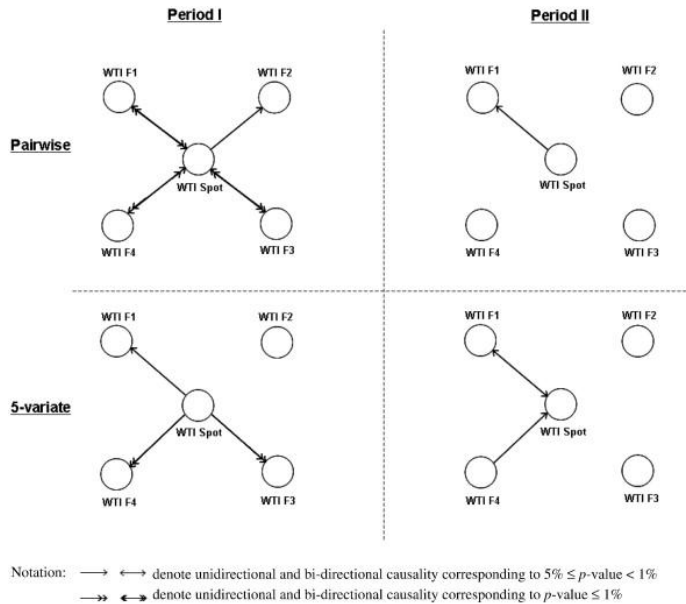 Period I
Period II
WTI F1
WTI F2
WTI F1
WTI F2
Pairwise
WTI Spot
WTI Spot
WTI F4
WTI F3
WTI F4
WTI F3
WTI F1
WTI F2
WTI F1
WTI F2
5-variate
WTI Spot
WTI Spot
WTI F4
WTI F3
WTI F4
WTI F3
Notation: → ↔ denote unidirectional and bi-directional causality corresponding to 5% ≤ p-value < 1%
denote unidirectional and bi-directional causality corresponding to p-value ≤ 1%